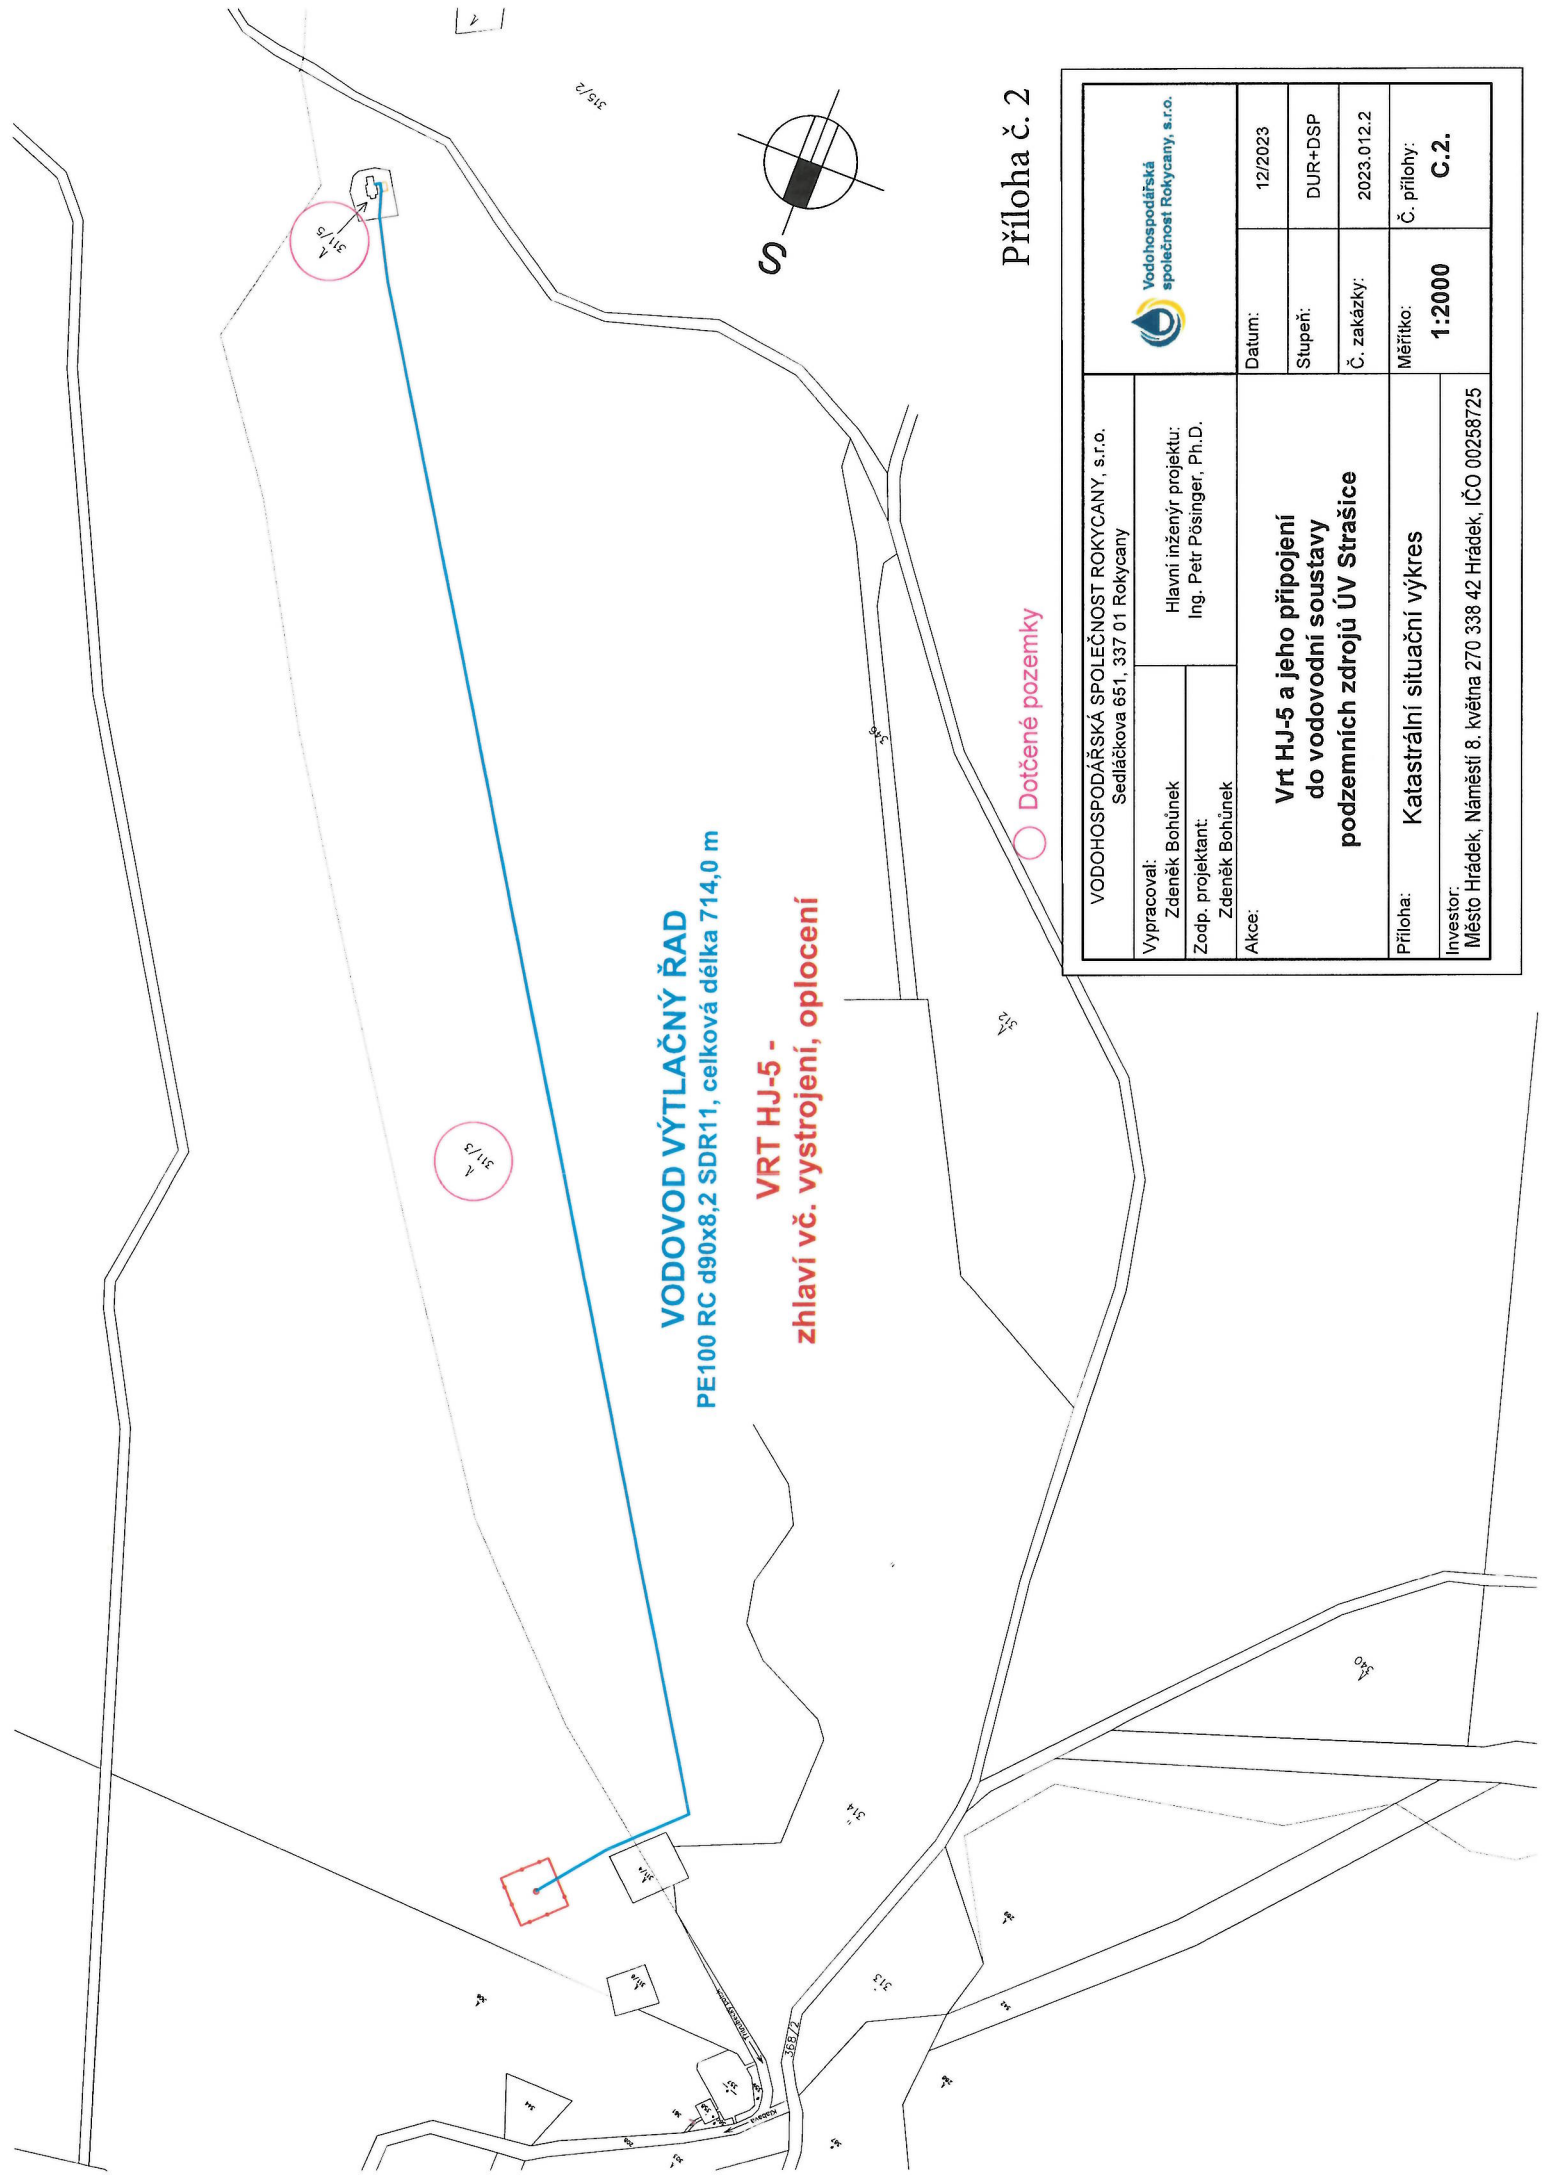 315/2
311/5
S
Příloha č. 2
346
311/3
VODOVOD VÝTLAČNÝ ŘAD
PE100 RC d90x8,2 SDR11, celková délka 714,0 m
VRT HJ-5 -
zhlaví vč. vystrojení, oplocení
Dotčené pozemky
312
314
340
313
368/2
289
342
344
Klabava
VODOHOSPODÁŘSKÁ SPOLEČNOST ROKYCANY, s.r.o.
Sedláčkova 651, 337 01 Rokycany
Vodohospodářská
společnost Rokycany, s.r.o.
Vypracoval:
Zdeněk Bohůnek
Hlavní inženýr projektu:
Ing. Petr Pösinger, Ph.D.
Zodp. projektant:
Zdeněk Bohůnek
Akce:
Vrt HJ-5 a jeho připojení
do vodovodní soustavy
podzemních zdrojů ÚV Strašice
Datum:
12/2023
Stupeň:
DUR+DSP
Č. zakázky:
2023.012.2
Příloha:
Katastrální situační výkres
Měřítko:
1:2000
Č. přílohy:
C.2.
Investor:
Město Hrádek, Náměstí 8. května 270 338 42 Hrádek, IČO 00258725